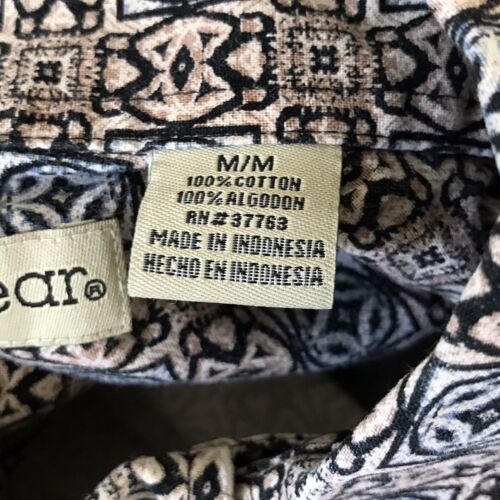 M/M
100% COTTON
100% ALGODON
RN # 37763
MADE IN INDONESIA
HECHO EN INDONESIA
ear®